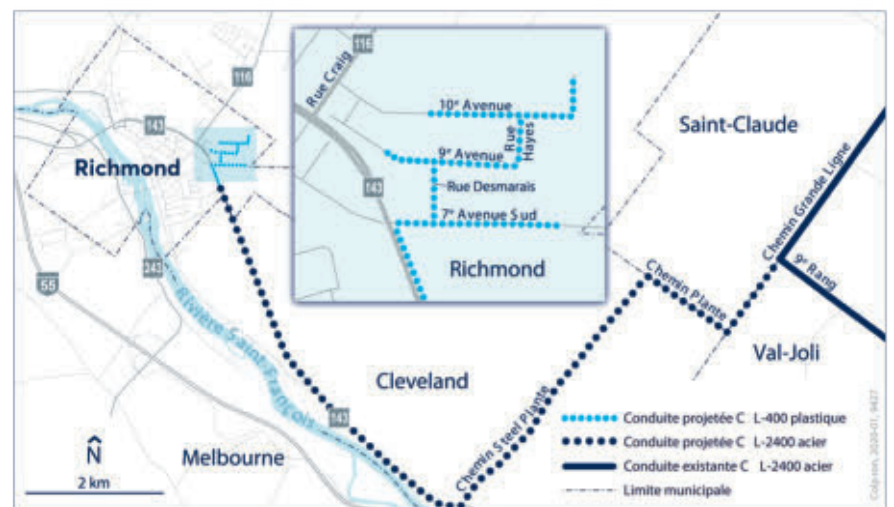 116
Rue Craig
116
10e Avenue
Rue Hayes
9e Avenue
Rue Desmarais
143
7e Avenue Sud
Richmond
143
Richmond
Saint-Claude
Chemin Grande Ligne
9e Rang
Chemin Plante
Val-Joli
243
55
Rivière Saint-François
Cleveland
143
Chemin Steel Plante
Melbourne
N
2 km
Conduite projetée C L-400 plastique
Conduite projetée C L-2400 acier
Conduite existante C L-2400 acier
Limite municipale